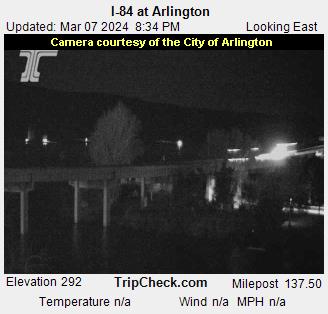 I-84 at Arlington
Updated: Mar 07 2024 8:34 PM Looking East
Camera courtesy of the City of Arlington
Elevation 292 TripCheck.com Milepost 137.50
Temperature n/a Wind n/a MPH n/a